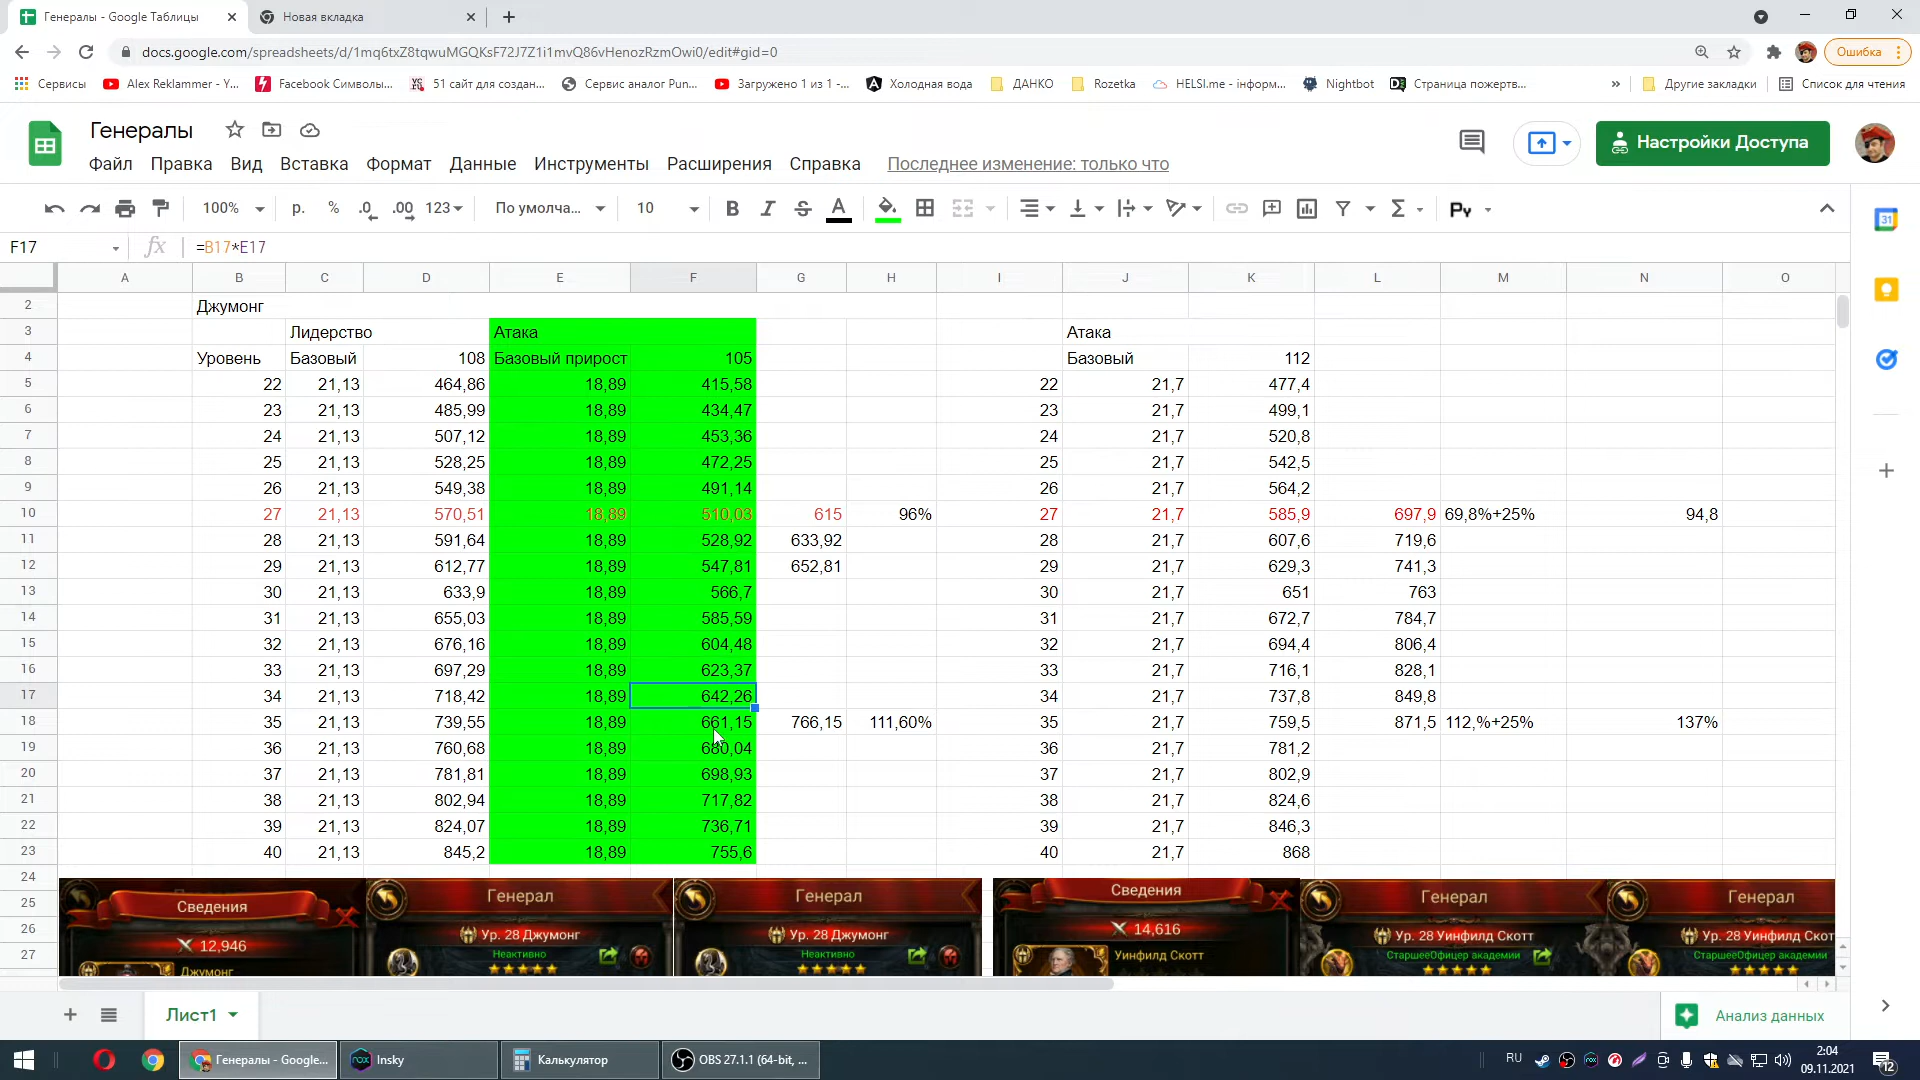 Генералы - Google Таблицы
Новая вкладка
docs.google.com/spreadsheets/d/1mq6txZ8tqwuMGQKsF72J7Z1i1mvQ86vHenozRzmOwi0/edit#gid=0
Ошибка
Сервисы
Alex Reklammer - Y...
Facebook Символы...
51 сайт для создан...
Сервис аналог Pun...
Загружено 1 из 1 -...
Холодная вода
ДАНКО
Rozetka
HELSI.me - інформ...
Nightbot
Страница пожертв...
»
Другие закладки
Список для чтения
Генералы
Файл Правка Вид Вставка Формат Данные Инструменты Расширения Справка Последнее изменение: только что
Настройки Доступа
100% р. % .0 .00 123 По умолча... 10
F17 fx =B17*E17
A B C D E F G H I J K L M N O
2 Джумонг
3 Лидерство Атака Атака
4 Уровень Базовый 108 Базовый прирост 105 Базовый 112
5 22 21,13 464,86 18,89 415,58 22 21,7 477,4
6 23 21,13 485,99 18,89 434,47 23 21,7 499,1
7 24 21,13 507,12 18,89 453,36 24 21,7 520,8
8 25 21,13 528,25 18,89 472,25 25 21,7 542,5
9 26 21,13 549,38 18,89 491,14 26 21,7 564,2
10 27 21,13 570,51 18,89 510,03 615 96% 27 21,7 585,9 697,9 69,8%+25% 94,8
11 28 21,13 591,64 18,89 528,92 633,92 28 21,7 607,6 719,6
12 29 21,13 612,77 18,89 547,81 652,81 29 21,7 629,3 741,3
13 30 21,13 633,9 18,89 566,7 30 21,7 651 763
14 31 21,13 655,03 18,89 585,59 31 21,7 672,7 784,7
15 32 21,13 676,16 18,89 604,48 32 21,7 694,4 806,4
16 33 21,13 697,29 18,89 623,37 33 21,7 716,1 828,1
17 34 21,13 718,42 18,89 642,26 34 21,7 737,8 849,8
18 35 21,13 739,55 18,89 661,15 766,15 111,60% 35 21,7 759,5 871,5 112,%+25% 137%
19 36 21,13 760,68 18,89 680,04 36 21,7 781,2
20 37 21,13 781,81 18,89 698,93 37 21,7 802,9
21 38 21,13 802,94 18,89 717,82 38 21,7 824,6
22 39 21,13 824,07 18,89 736,71 39 21,7 846,3
23 40 21,13 845,2 18,89 755,6 40 21,7 868
24
25
26
27
Сведения
12,946
Джумонг
Генерал
Ур. 28 Джумонг
Неактивно
Генерал
Ур. 28 Джумонг
Неактивно
Сведения
14,616
Уинфилд Скотт
Генерал
Ур. 28 Уинфилд Скотт
СтаршееОфицер академии
Генерал
Ур. 28 Уинфилд Скот
СтаршееОфицер академии
Лист1
Анализ данных
Генералы - Google...
Insky
Калькулятор
OBS 27.1.1 (64-bit, ...
RU
2:04
09.11.2021
12